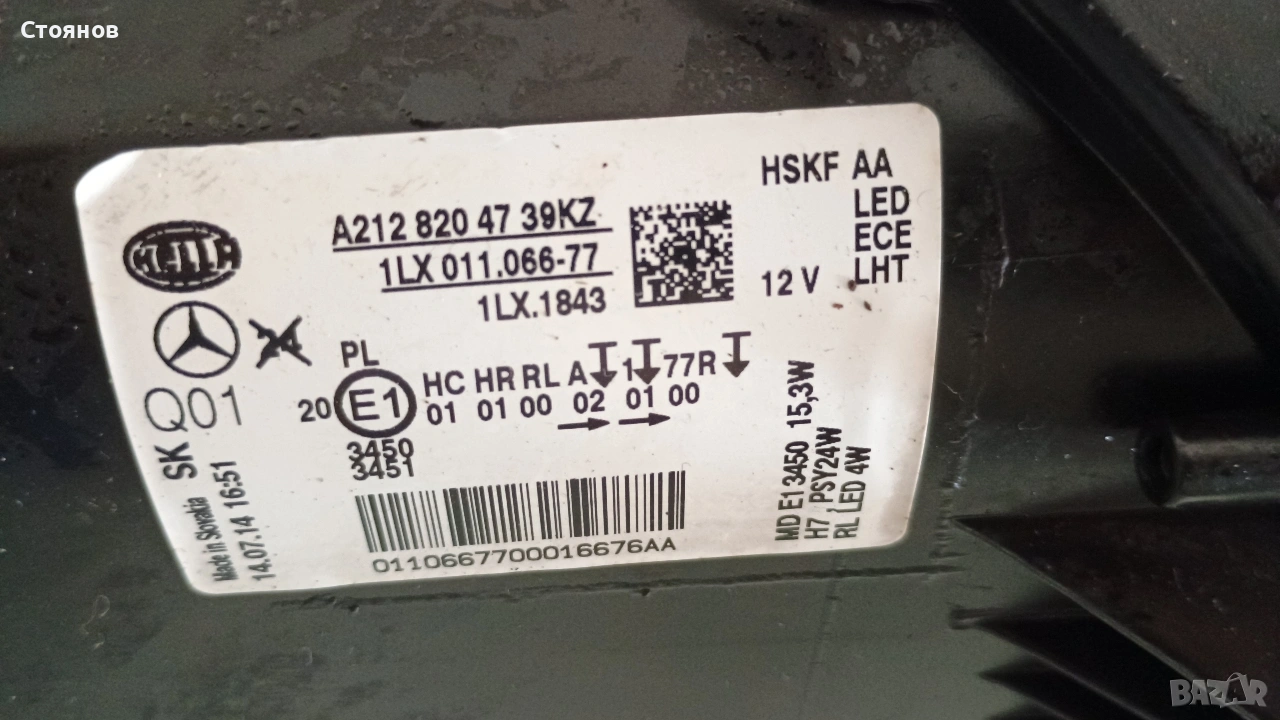 Стоянов
HELLA
A212 820 47 39KZ
1LX 011.066-77
1LX.1843
HSKF AA
LED
ECE
12 V LHT
PL
20 E1 HC HR RL A 1 77R
01 01 00 02 01 00
3450
3451
Q01
SK
Made in Slovakia
14.07.14 16:51
MD E1 3450 15,3W
H7 , PSY24W
RL LED 4W
0110667700016676AA
BAZAR